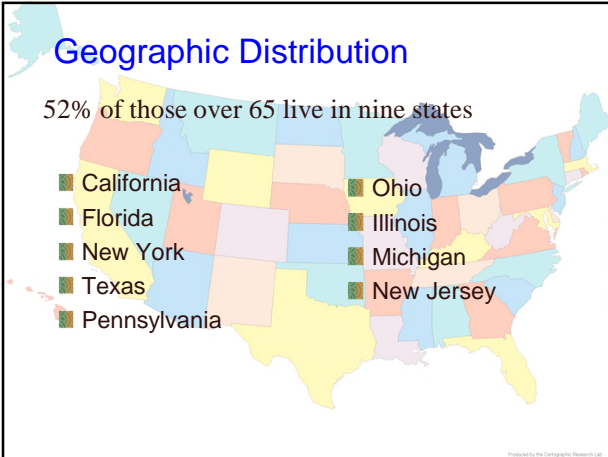 Geographic Distribution
52% of those over 65 live in nine states
California
Florida
New York
Texas
Pennsylvania
Ohio
Illinois
Michigan
New Jersey
Produced by the Cartographic Research Lab